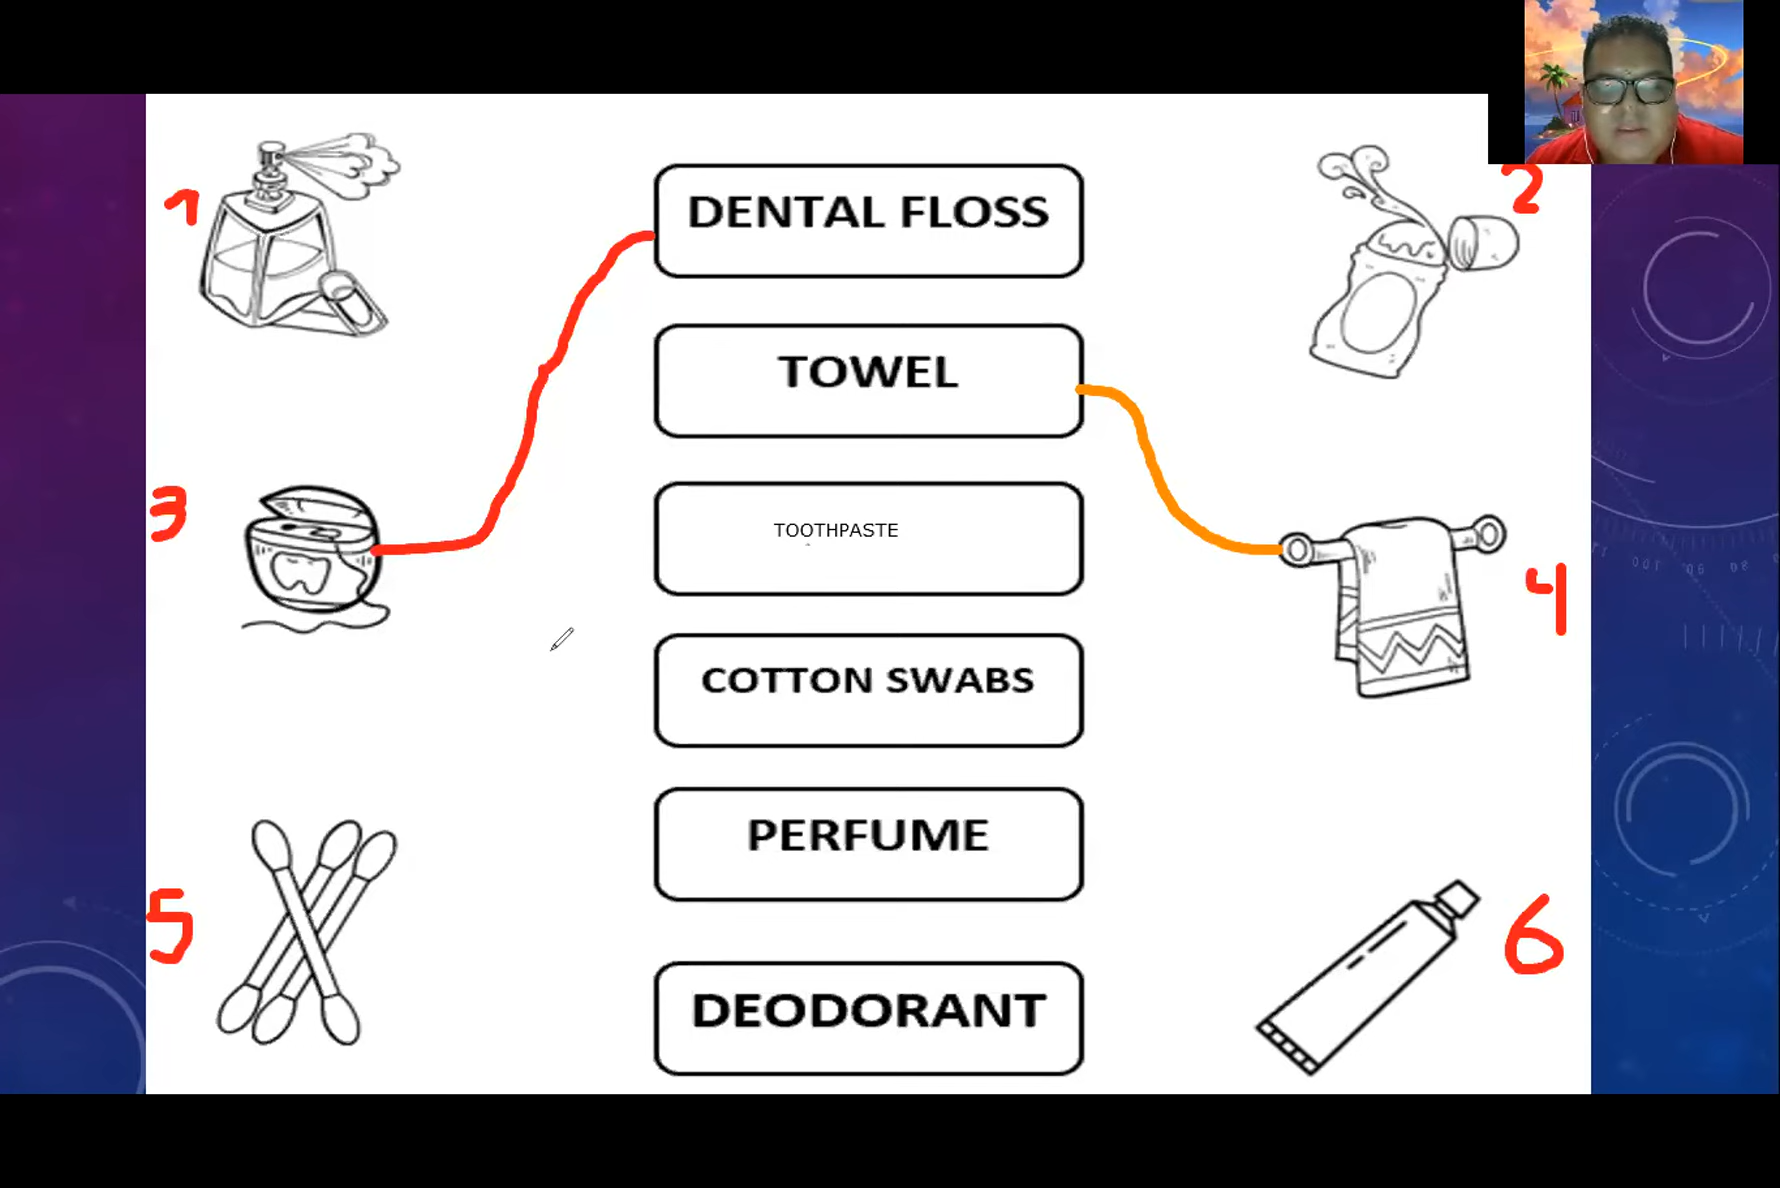 1
2
DENTAL FLOSS
TOWEL
3
TOOTHPASTE
4
COTTON SWABS
PERFUME
5
6
DEODORANT